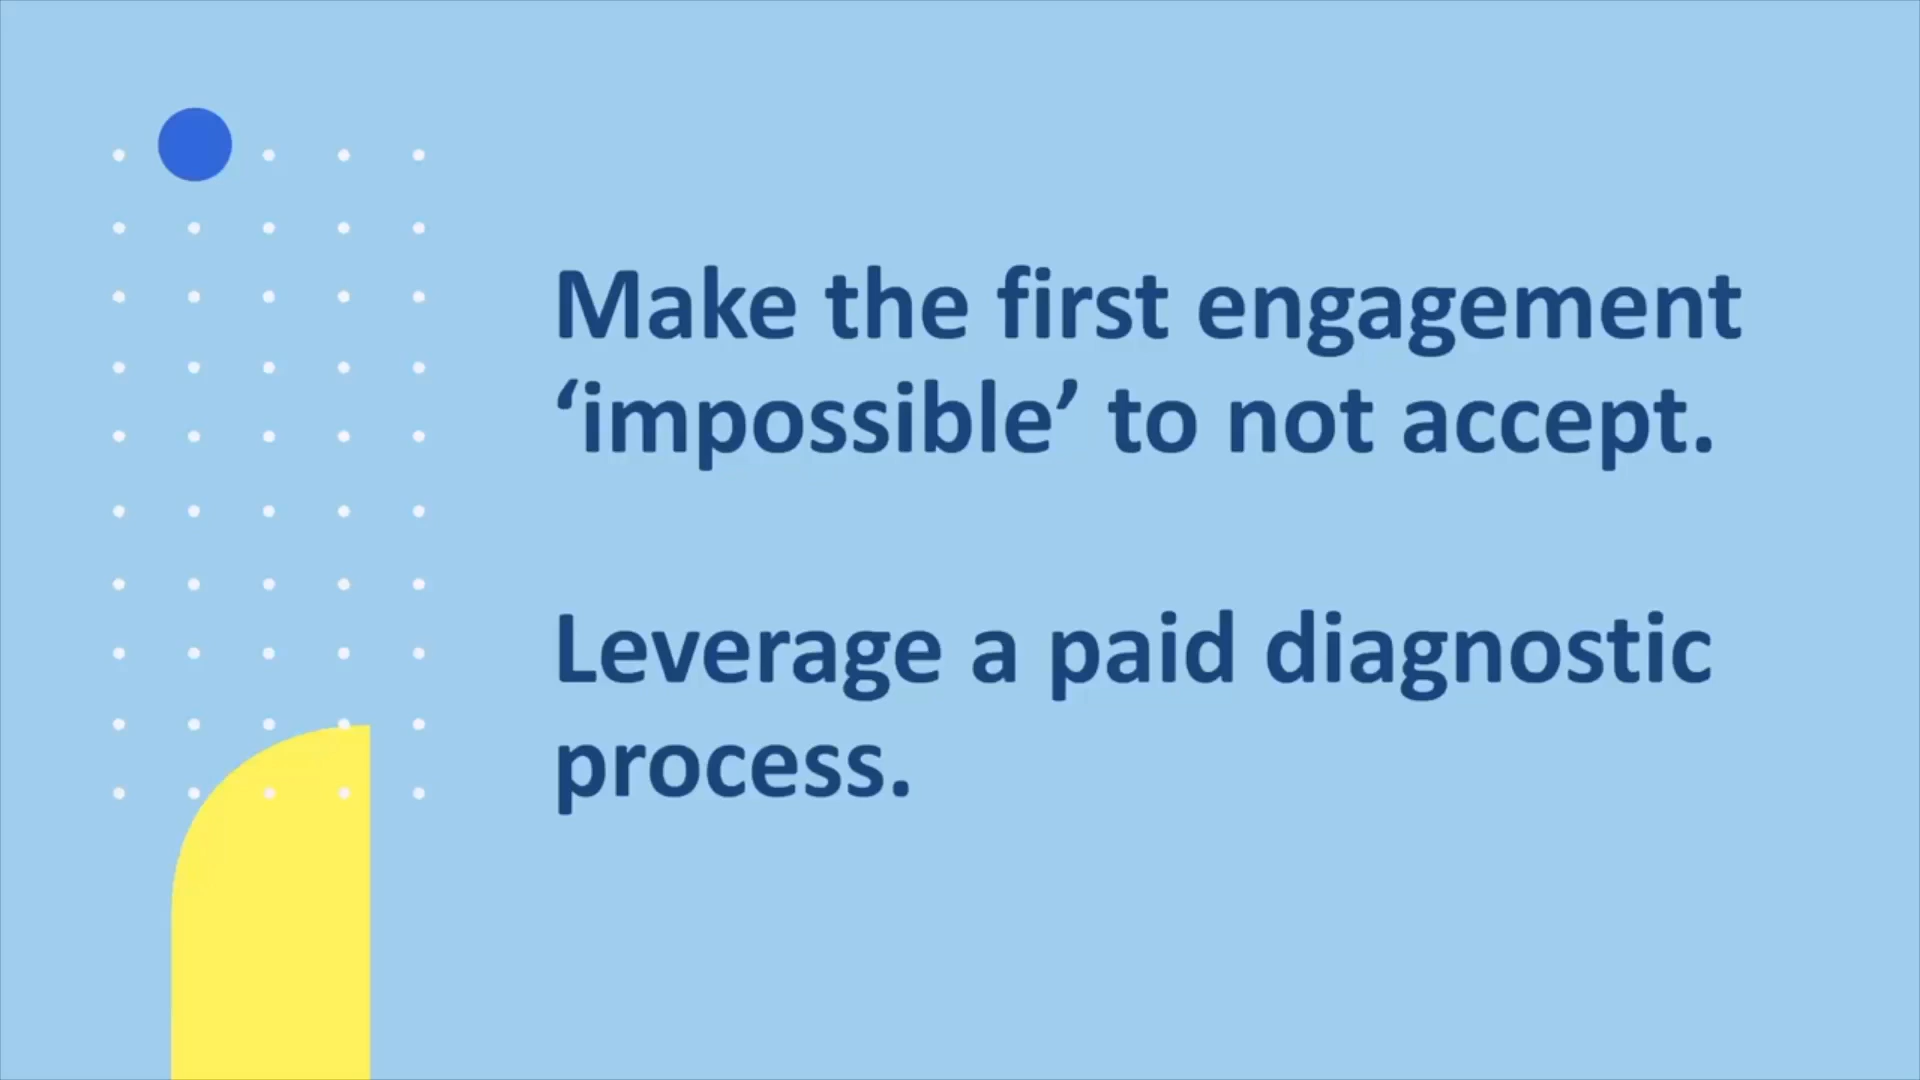 Make the first engagement
‘impossible’ to not accept.
Leverage a paid diagnostic
process.